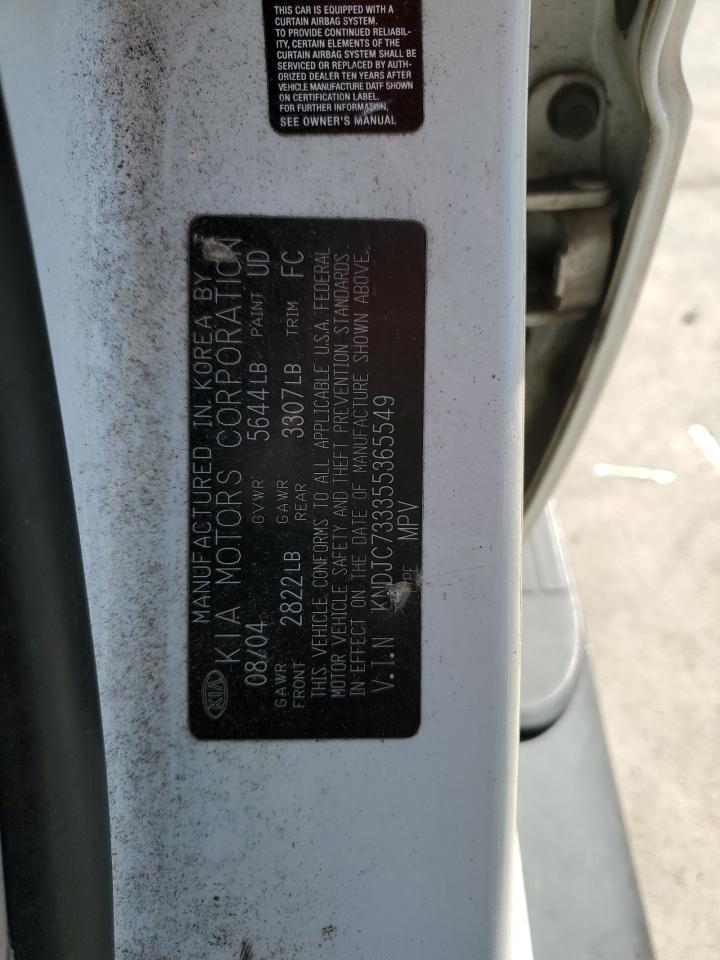 THIS CAR IS EQUIPPED WITH A
CURTAIN AIRBAG SYSTEM.
TO PROVIDE CONTINUED RELIABIL-
ITY, CERTAIN ELEMENTS OF THE
CURTAIN AIRBAG SYSTEM SHALL BE
SERVICED OR REPLACED BY AUTH-
ORIZED DEALER TEN YEARS AFTER
VEHICLE MANUFACTURE DATE SHOWN
ON CERTIFICATION LABEL.
FOR FURTHER INFORMATION,
SEE OWNER'S MANUAL
MANUFACTURED IN KOREA BY
KIA KIA MOTORS CORPORATION
08/04 GVWR 5644LB PAINT UD
GAWR FRONT 2822LB GAWR REAR 3307LB TRIM FC
THIS VEHICLE CONFORMS TO ALL APPLICABLE U.S.A. FEDERAL
MOTOR VEHICLE SAFETY AND THEFT PREVENTION STANDARDS
IN EFFECT ON THE DATE OF MANUFACTURE SHOWN ABOVE.
V.I.N KNDJC733355365549
TYPE MPV